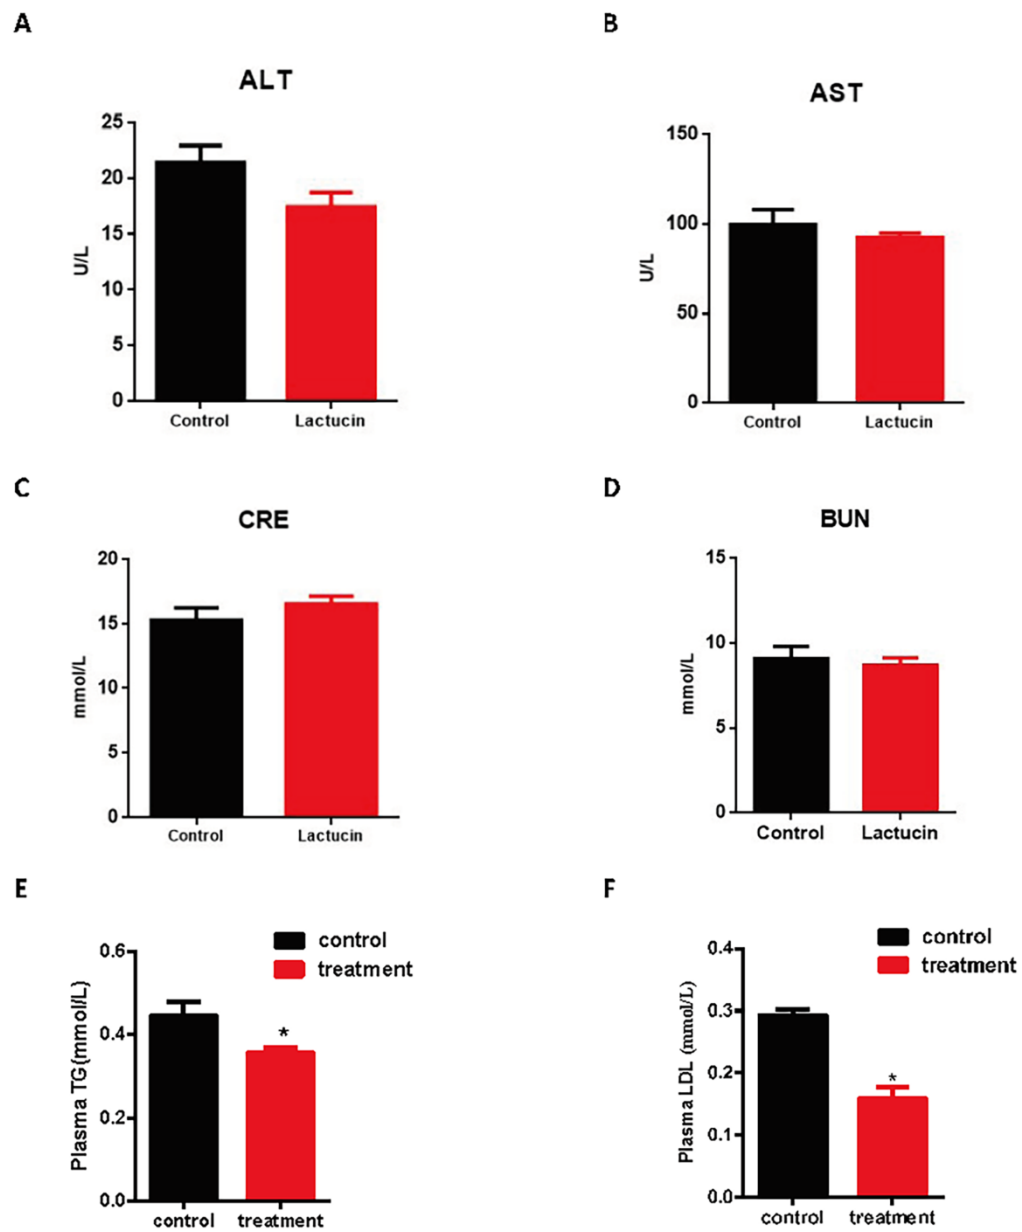 A
ALT
25
20
15
10
5
0
U/L
Control Lactucin
B
AST
150
100
50
0
U/L
Control Lactucin
C
CRE
20
15
10
5
0
mmol/L
Control Lactucin
D
BUN
15
10
5
0
mmol/L
Control Lactucin
E
control
treatment
0.6
0.4
0.2
0.0
Plasma TG(mmol/L)
*
control treatment
F
control
treatment
0.4
0.3
0.2
0.1
0.0
Plasma LDL (mmol/L)
*
control treatment